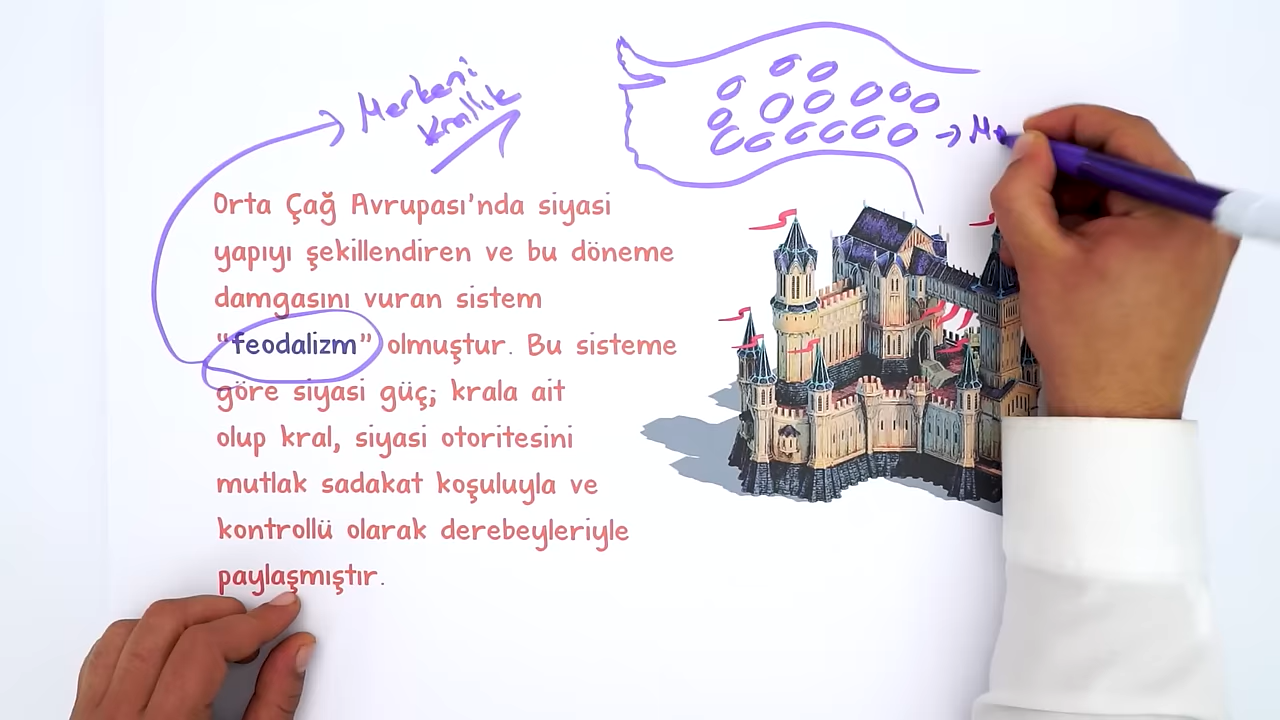 Merkezi
krallık
→ Me
Orta Çağ Avrupası'nda siyasi
yapıyı şekillendiren ve bu döneme
damgasını vuran sistem
"feodalizm" olmuştur. Bu sisteme
göre siyasi güç; krala ait
olup kral, siyasi otoritesini
mutlak sadakat koşuluyla ve
kontrollü olarak derebeyleriyle
paylaşmıştır.